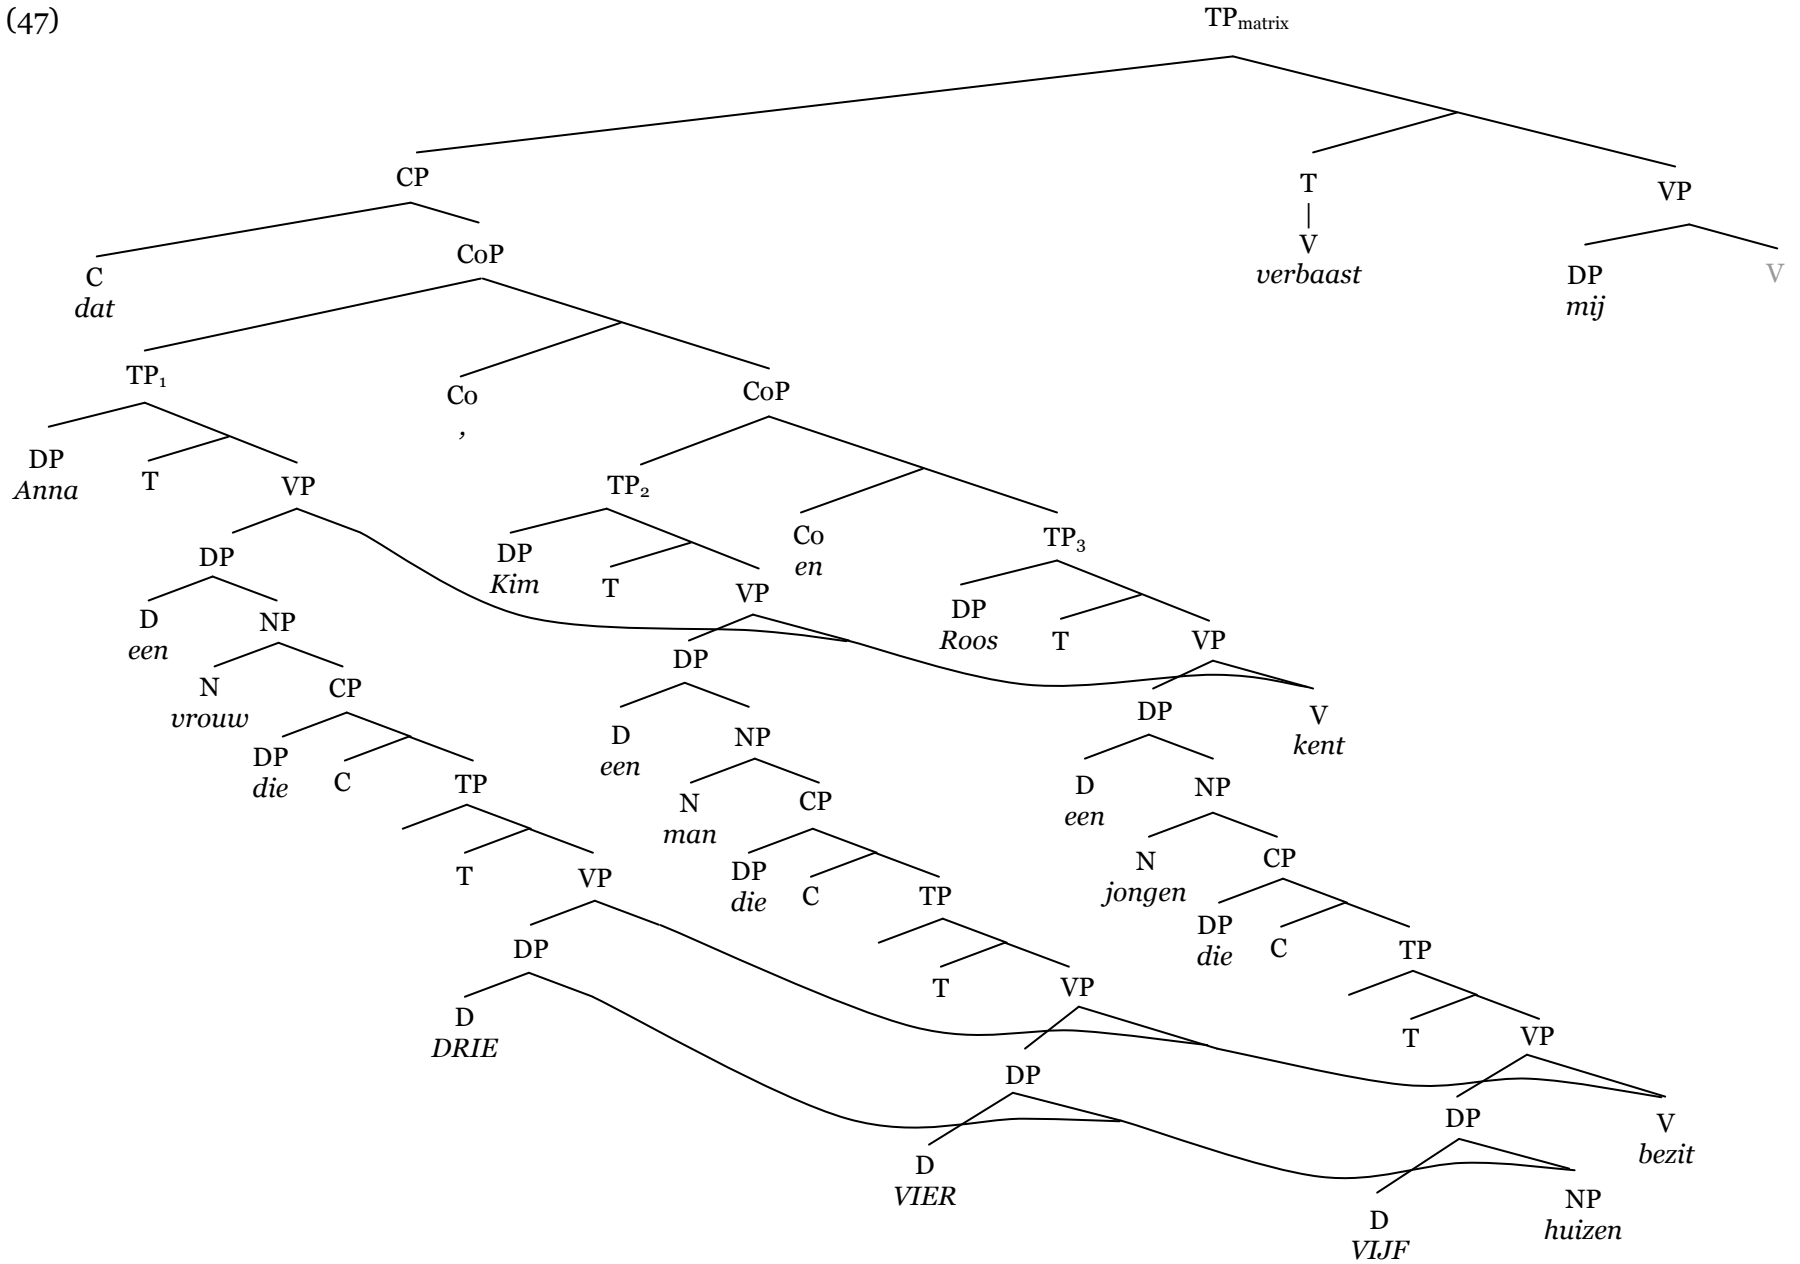 (47)
TPmatrix
CP
T
VP
V
verbaast
DP
mij
V
C
dat
CoP
TP1
Co
,
CoP
DP
Anna
T
VP
TP2
Co
en
TP3
DP
Kim
T
VP
DP
Roos
T
VP
DP
D
een
NP
N
vrouw
CP
DP
die
C
TP
T
VP
DP
D
DRIE
DP
D
een
NP
N
man
CP
DP
die
C
TP
T
VP
DP
D
VIER
DP
V
kent
D
een
NP
N
jongen
CP
DP
die
C
TP
T
VP
DP
V
bezit
D
VIJF
NP
huizen